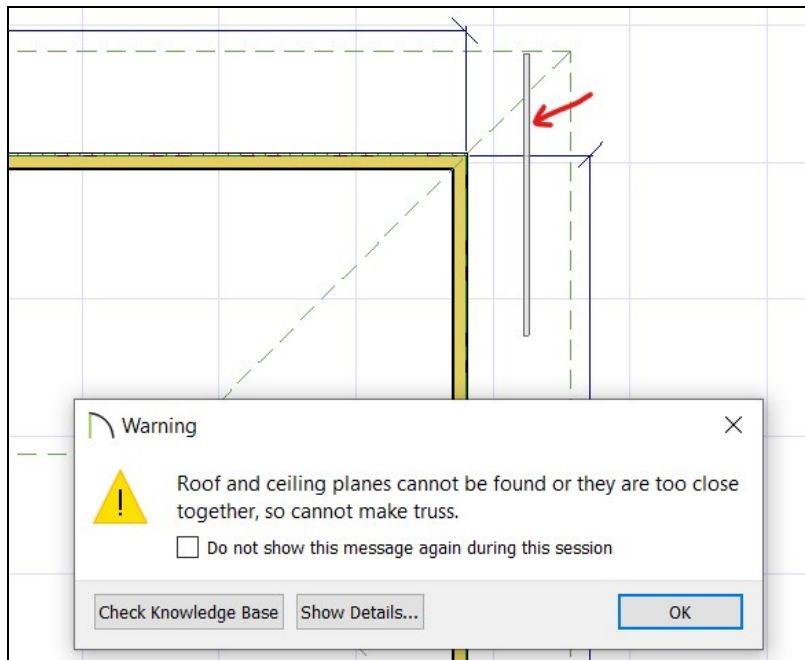 Warning
Roof and ceiling planes cannot be found or they are too close
together, so cannot make truss.
Do not show this message again during this session
Check Knowledge Base
Show Details...
OK